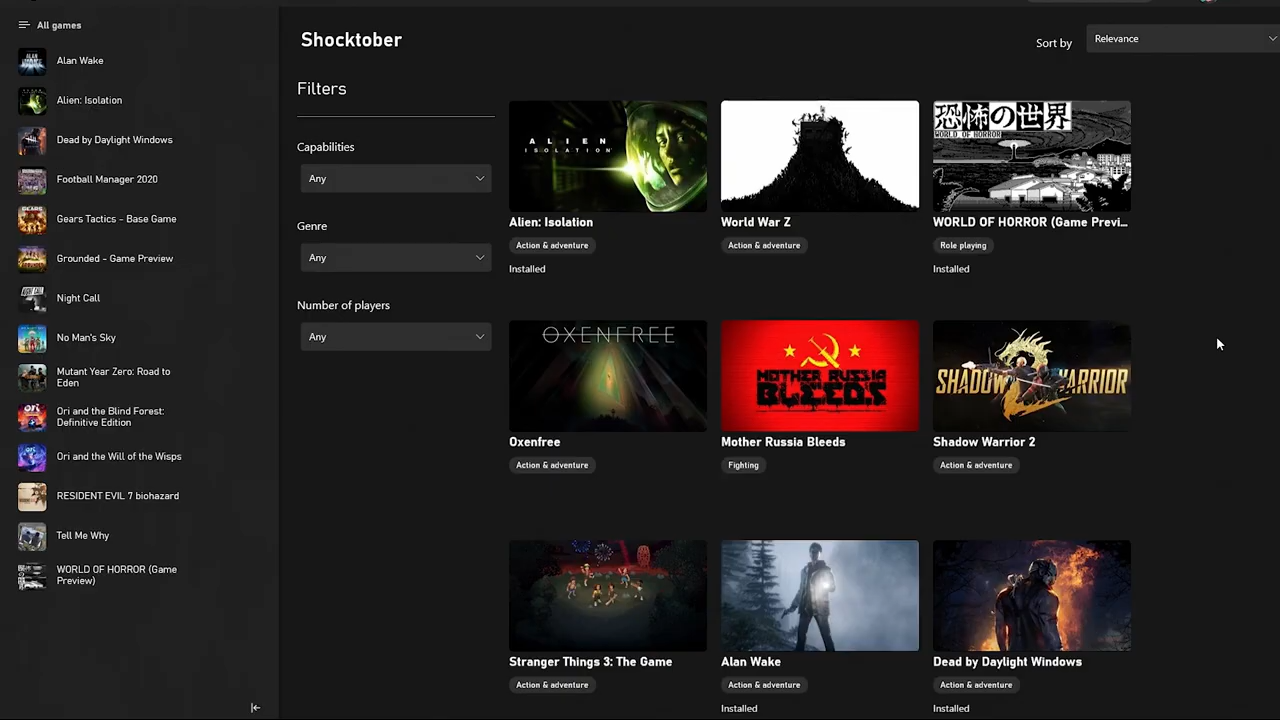 All games
Alan Wake
Alien: Isolation
Dead by Daylight Windows
Football Manager 2020
Gears Tactics - Base Game
Grounded - Game Preview
Night Call
No Man's Sky
Mutant Year Zero: Road to
Eden
Ori and the Blind Forest:
Definitive Edition
Ori and the Will of the Wisps
RESIDENT EVIL 7 biohazard
Tell Me Why
WORLD OF HORROR (Game
Preview)
Shocktober
Sort by
Relevance
Filters
Capabilities
Any
Genre
Any
Number of players
Any
ALIEN
ISOLATION
Alien: Isolation
Action & adventure
Installed
World War Z
Action & adventure
恐怖の世界
WORLD OF HORROR
WORLD OF HORROR (Game Previ...
Role playing
Installed
OXENFREE
Oxenfree
Action & adventure
MOTHER RUSSIA
BLEEDS
Mother Russia Bleeds
Fighting
SHADOW WARRIOR
2
Shadow Warrior 2
Action & adventure
Stranger Things 3: The Game
Action & adventure
Alan Wake
Action & adventure
Installed
Dead by Daylight Windows
Action & adventure
Installed